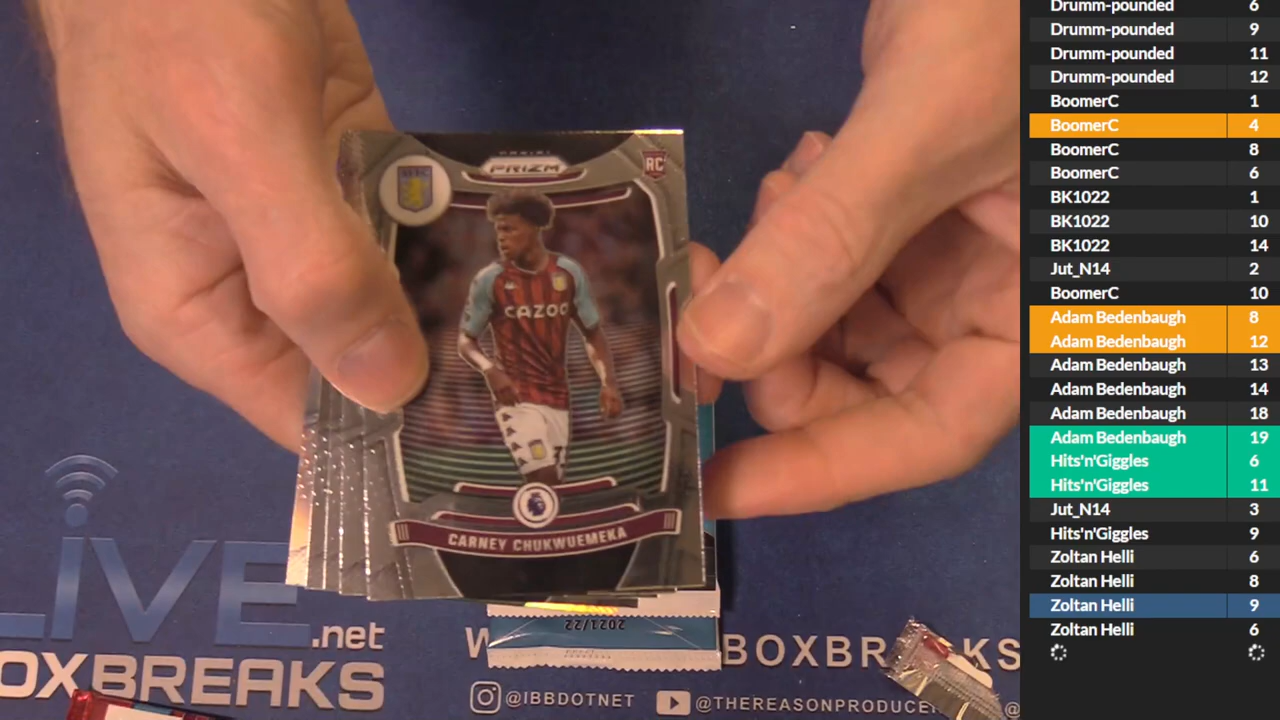 PANINI
PRIZM
RC
AVFC
CAZOO
CARNEY CHUKWUEMEKA
2021/22
LIVE
.net
BOXBREAKS
W
BOXBREAKS
@IBBDOTNET
@THEREASONPRODUCE
@
Drumm-pounded 6
Drumm-pounded 9
Drumm-pounded 11
Drumm-pounded 12
BoomerC 1
BoomerC 4
BoomerC 8
BoomerC 6
BK1022 1
BK1022 10
BK1022 14
Jut_N14 2
BoomerC 10
Adam Bedenbaugh 8
Adam Bedenbaugh 12
Adam Bedenbaugh 13
Adam Bedenbaugh 14
Adam Bedenbaugh 18
Adam Bedenbaugh 19
Hits'n'Giggles 6
Hits'n'Giggles 11
Jut_N14 3
Hits'n'Giggles 9
Zoltan Helli 6
Zoltan Helli 8
Zoltan Helli 9
Zoltan Helli 6